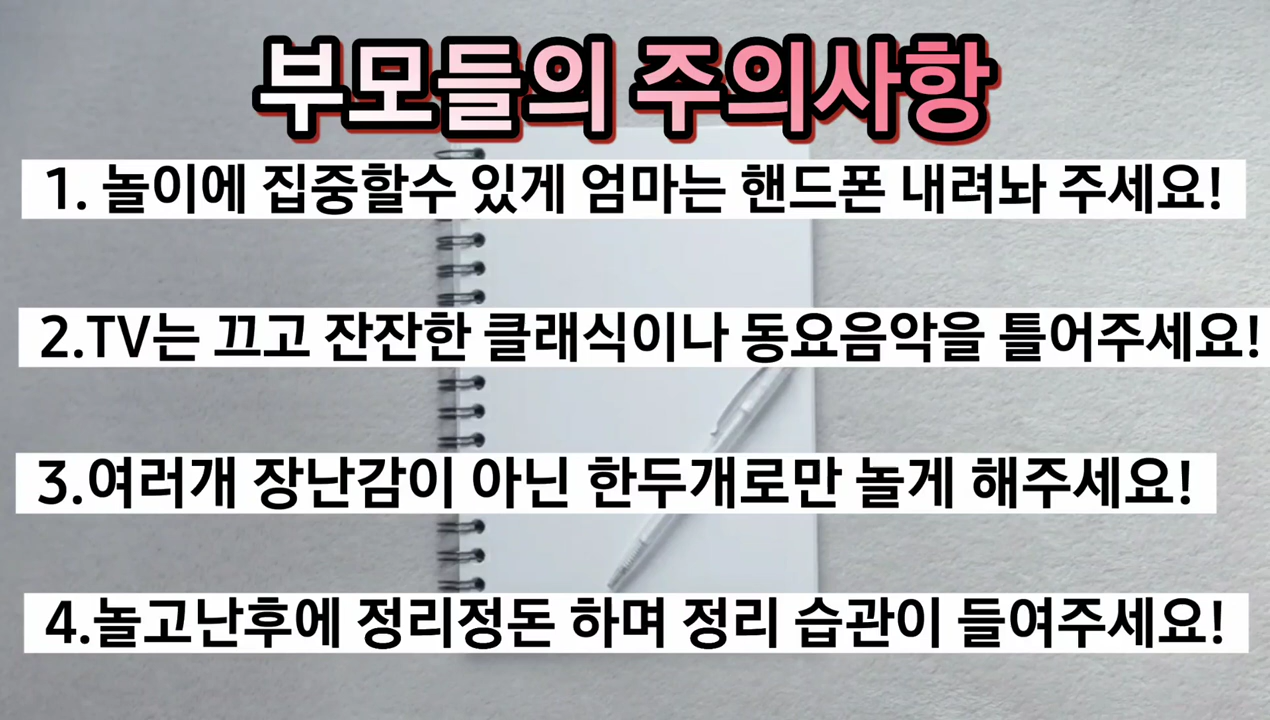 부모들의 주의사항
1. 놀이에 집중할수 있게 엄마는 핸드폰 내려놔 주세요!
2.TV는 끄고 잔잔한 클래식이나 동요음악을 틀어주세요!
3.여러개 장난감이 아닌 한두개로만 놀게 해주세요!
4.놀고난후에 정리정돈 하며 정리 습관이 들여주세요!